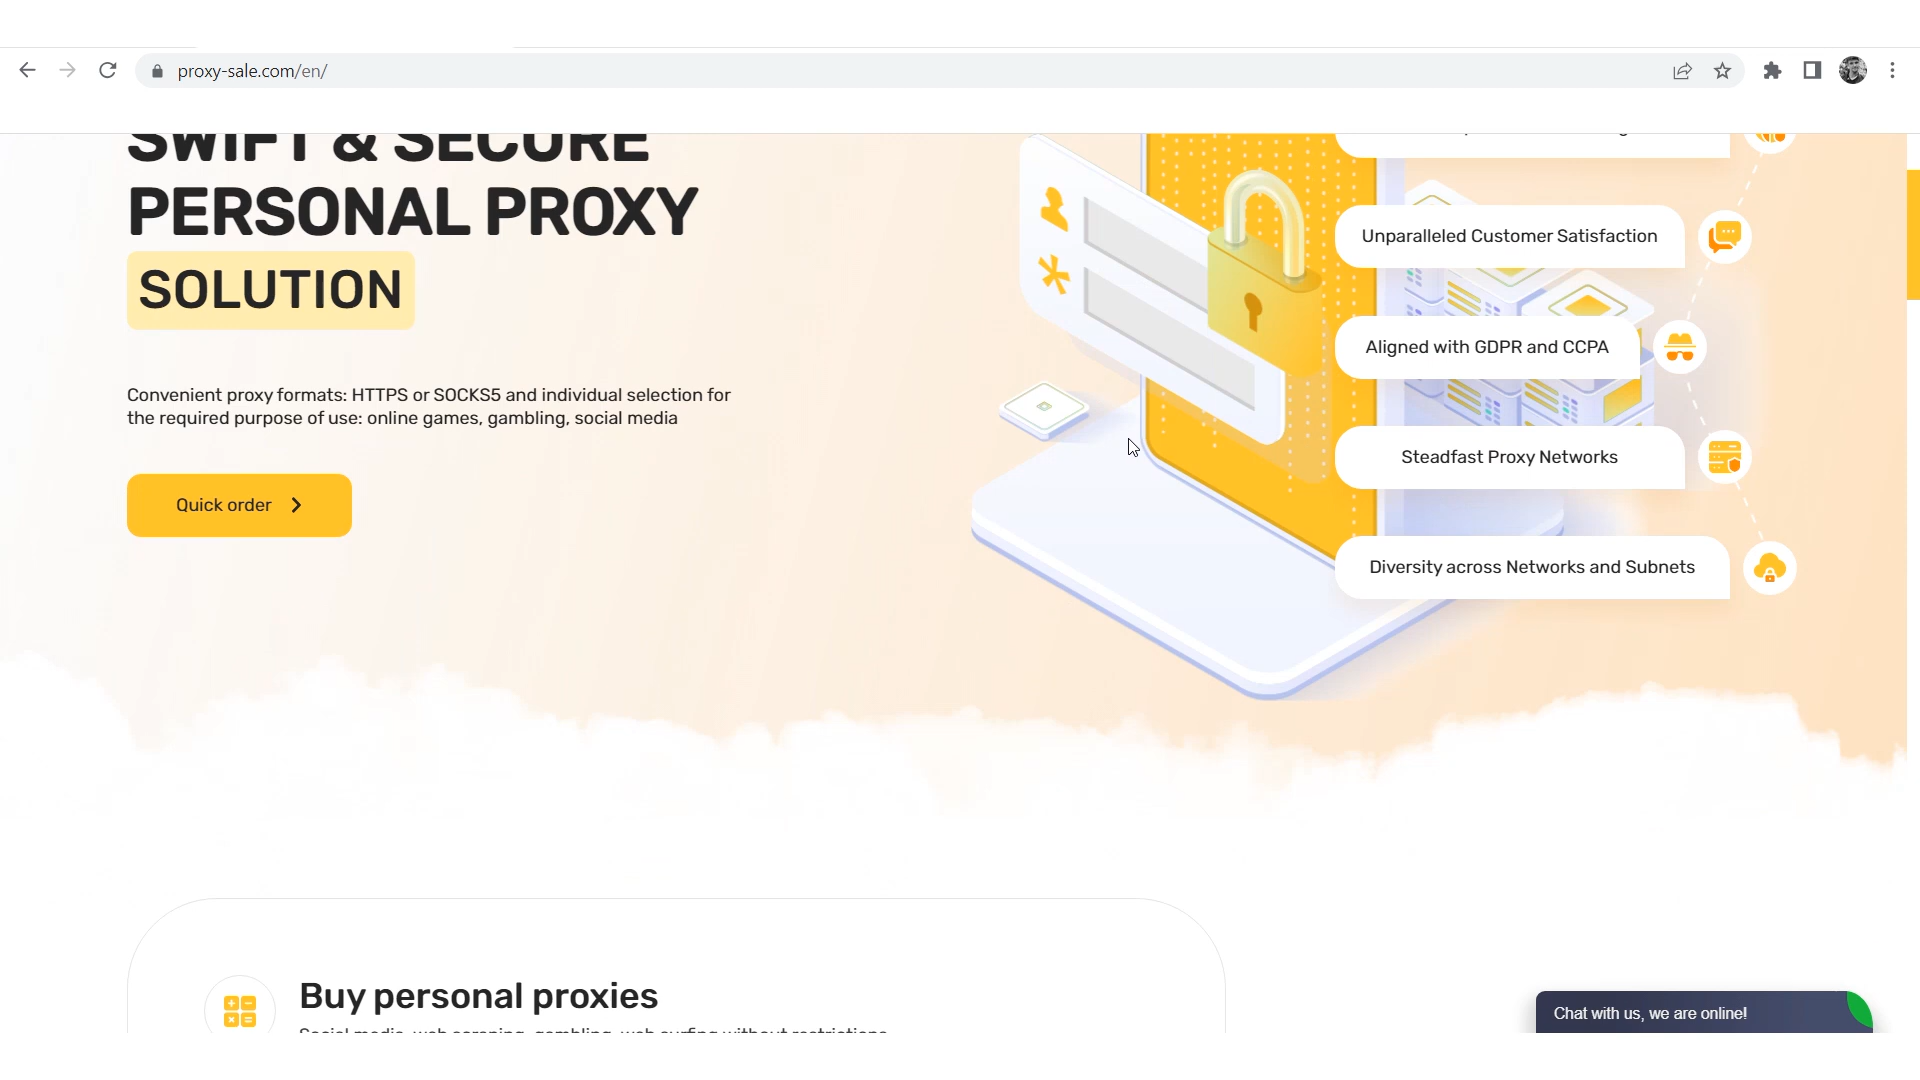 proxy-sale.com/en/
SWIFT & SECURE
PERSONAL PROXY
SOLUTION
Convenient proxy formats: HTTPS or SOCKS5 and individual selection for
the required purpose of use: online games, gambling, social media
Quick order
Unparalleled Customer Satisfaction
Aligned with GDPR and CCPA
Steadfast Proxy Networks
Diversity across Networks and Subnets
Buy personal proxies
Social media, web scraping, gambling, web surfing without restrictions
Chat with us, we are online!